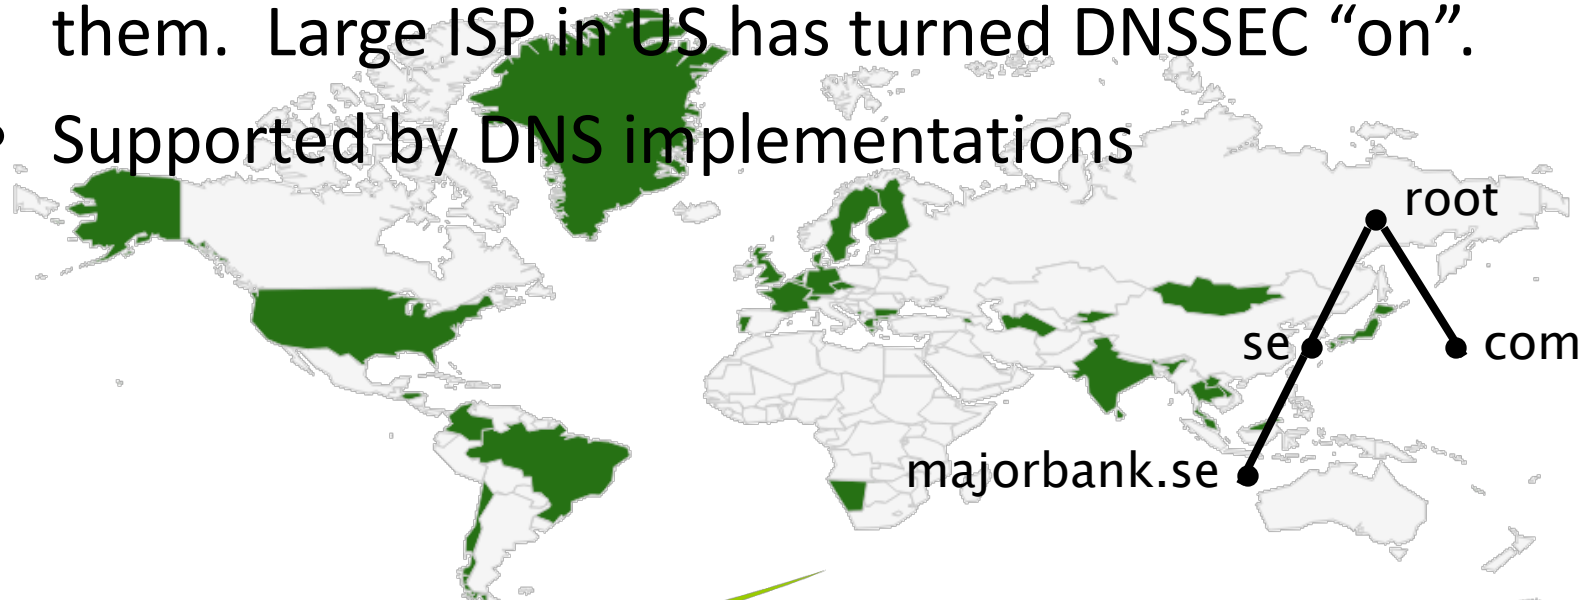 them. Large ISP in US has turned DNSSEC “on”.
• Supported by DNS implementations
root
se
com
majorbank.se